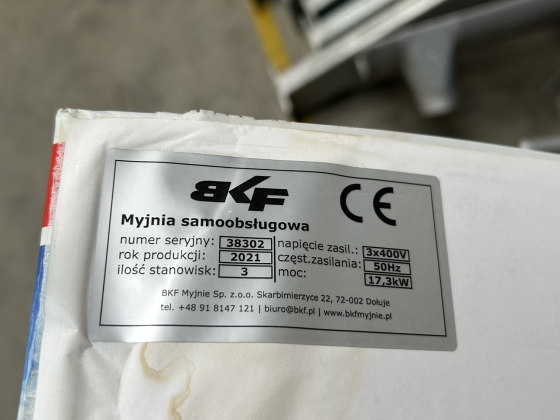 BKF CE
Myjnia samoobsługowa
numer seryjny: 38302
rok produkcji: 2021
ilość stanowisk: 3
napięcie zasil.: 3x400V
częst.zasilania: 50Hz
moc: 17,3kW
BKF Myjnie Sp. z.o.o. Skarbimierzyce 22, 72-002 Dołuje
tel. +48 91 8147 121 | biuro@bkf.pl | www.bkfmyjnie.pl